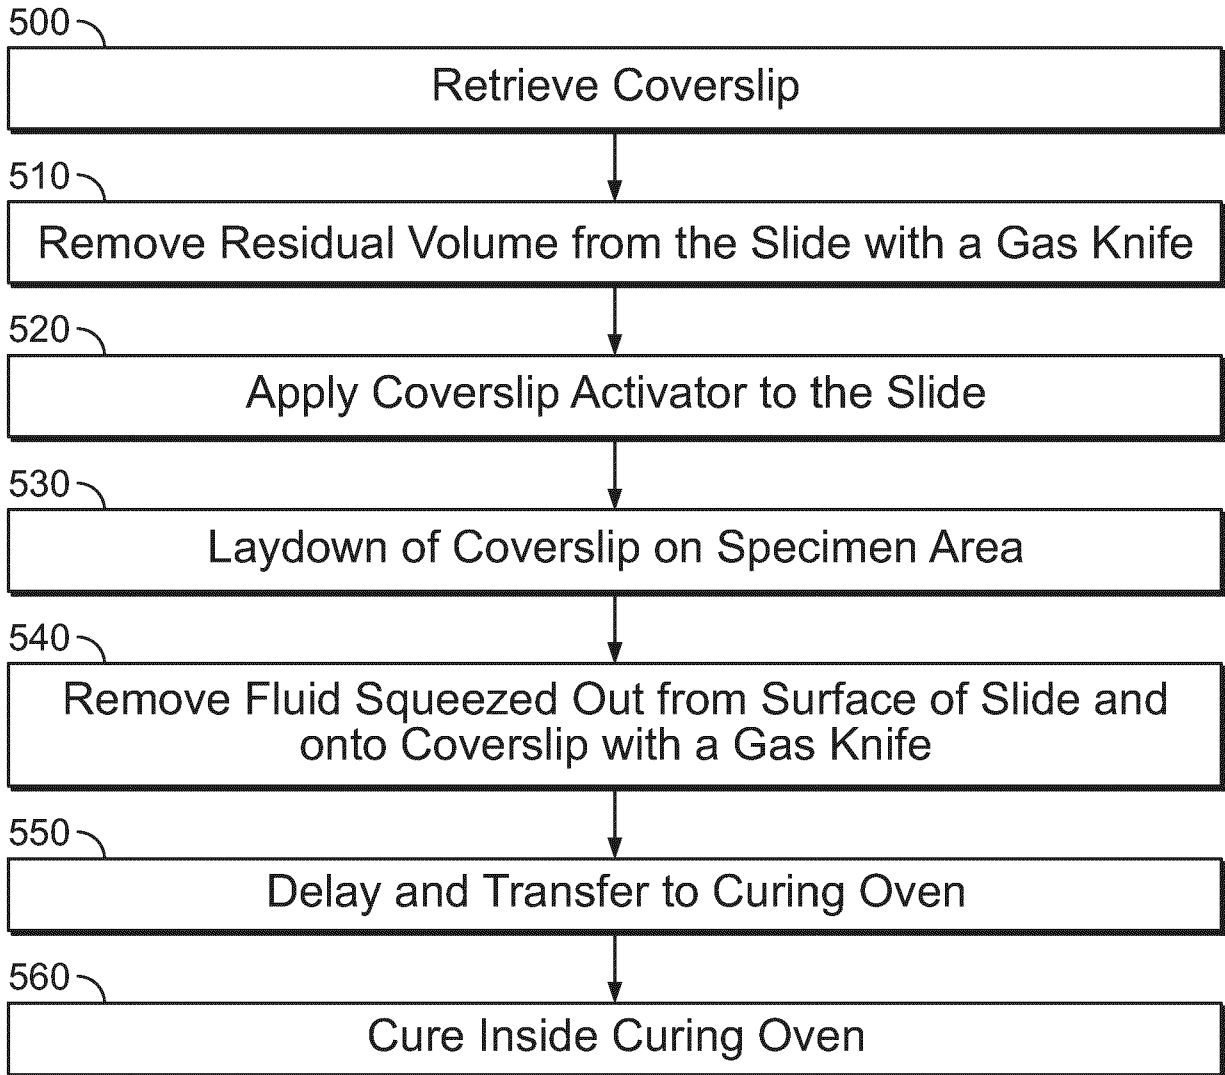 500
Retrieve Coverslip
510
Remove Residual Volume from the Slide with a Gas Knife
520
Apply Coverslip Activator to the Slide
530
Laydown of Coverslip on Specimen Area
540
Remove Fluid Squeezed Out from Surface of Slide and
onto Coverslip with a Gas Knife
550
Delay and Transfer to Curing Oven
560
Cure Inside Curing Oven